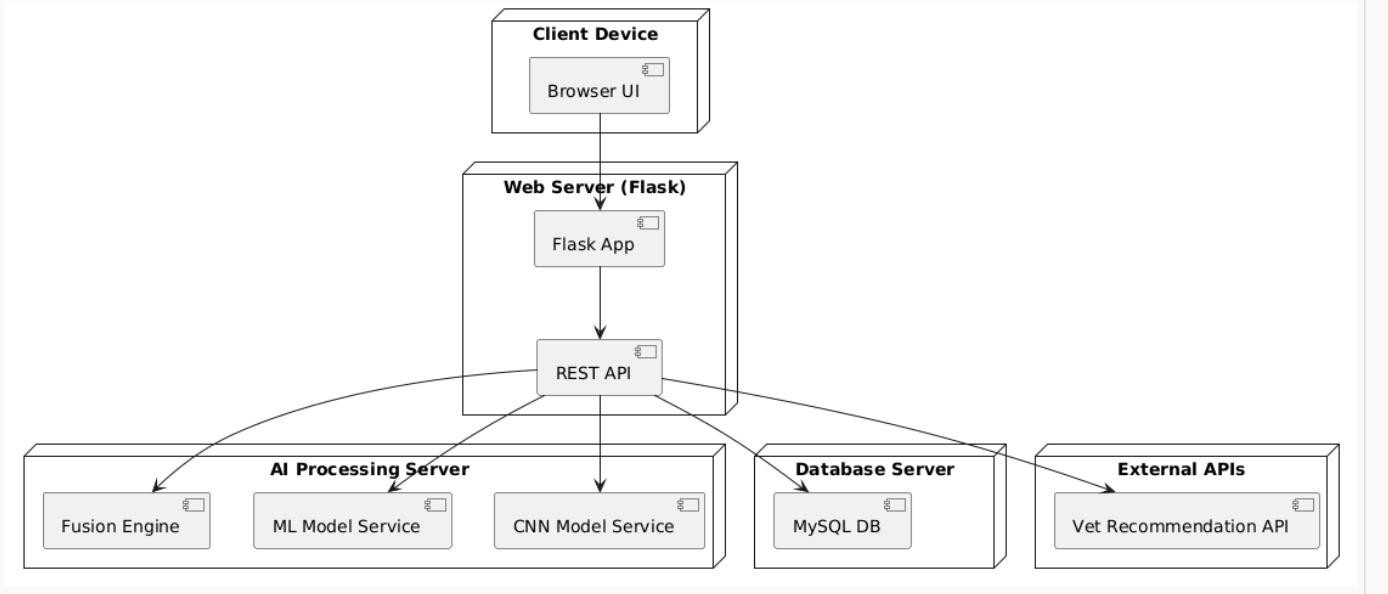 Client Device
Browser UI
Web Server (Flask)
Flask App
REST API
AI Processing Server
Database Server
External APIs
Fusion Engine
ML Model Service
CNN Model Service
MySQL DB
Vet Recommendation API